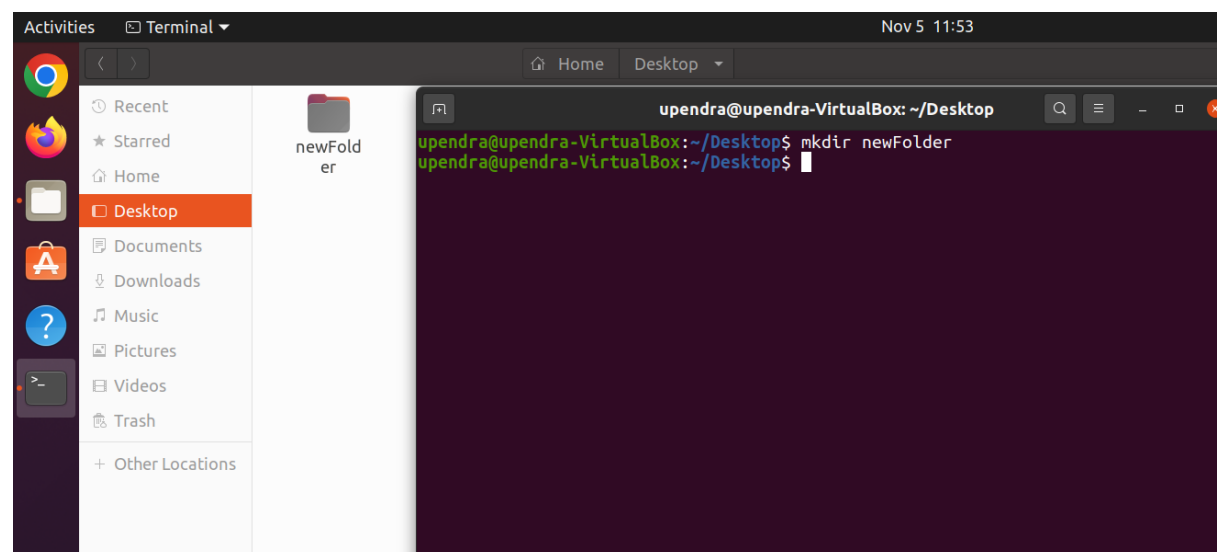 Activities Terminal Nov 5 11:53
Home Desktop
Recent
Starred
Home
Desktop
Documents
Downloads
Music
Pictures
Videos
Trash
+ Other Locations
newFold
er
upendra@upendra-VirtualBox: ~/Desktop
upendra@upendra-VirtualBox:~/Desktop$ mkdir newFolder
upendra@upendra-VirtualBox:~/Desktop$